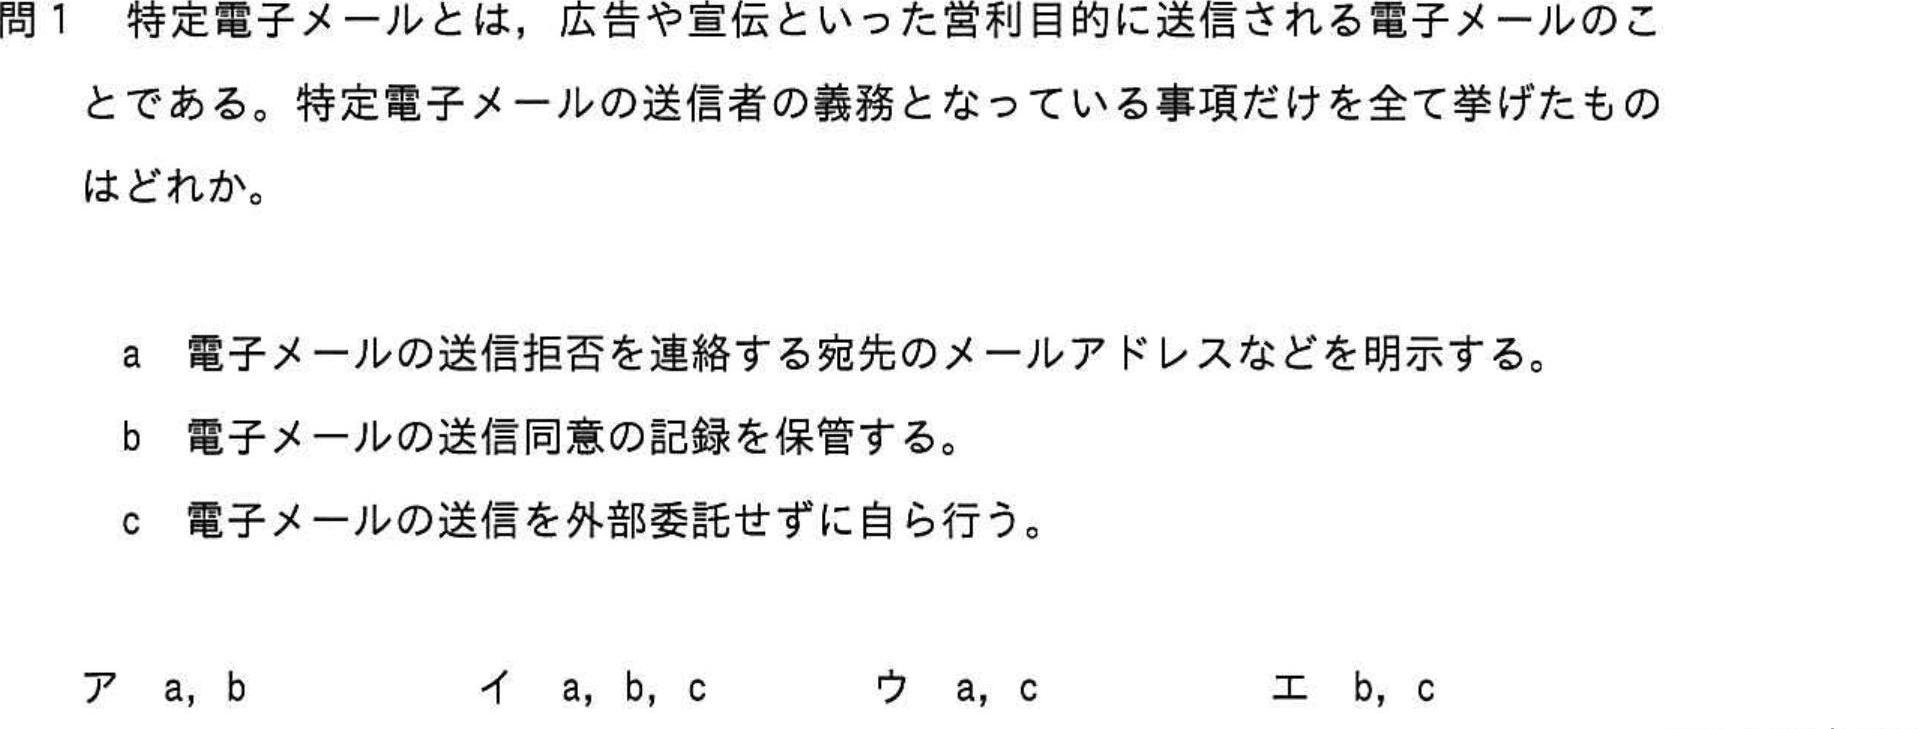 問1 特定電子メールとは，広告や宣伝といった営利目的に送信される電子メールのこ
とである。特定電子メールの送信者の義務となっている事項だけを全て挙げたもの
はどれか。
a 電子メールの送信拒否を連絡する宛先のメールアドレスなどを明示する。
b 電子メールの送信同意の記録を保管する。
c 電子メールの送信を外部委託せずに自ら行う。
ア a，b イ a，b，c ウ a，c エ b，c